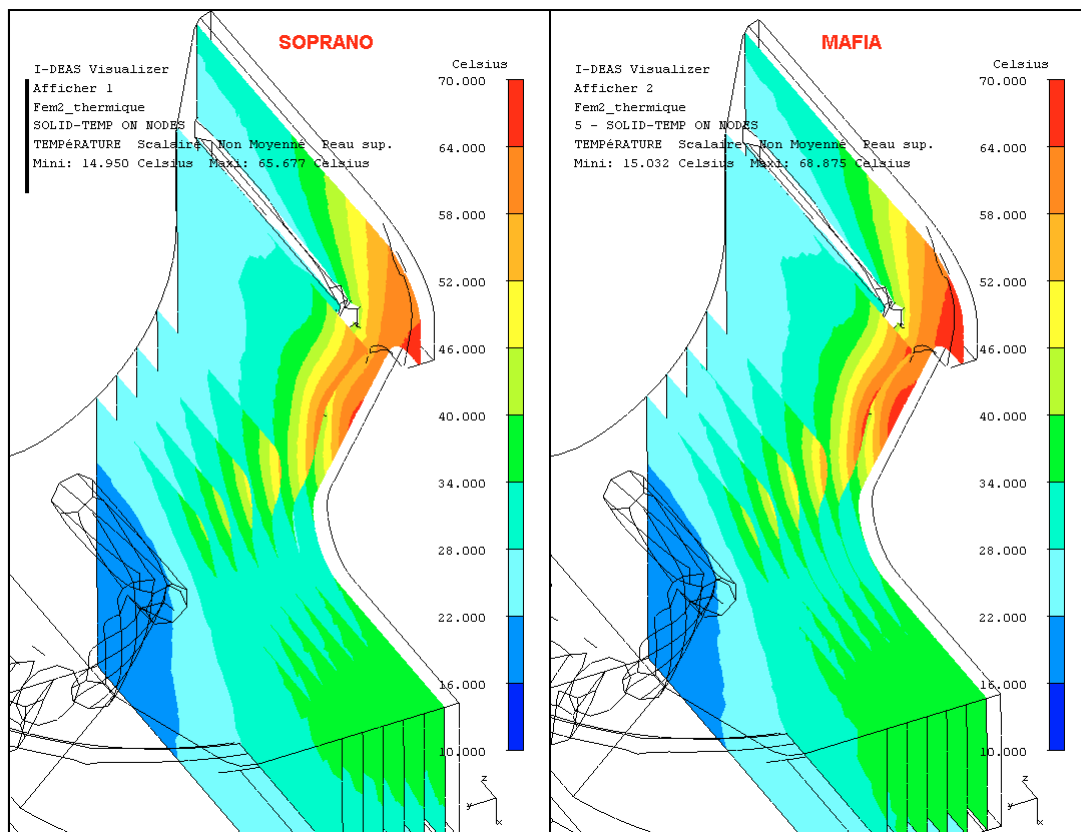 SOPRANO
I-DEAS Visualizer
Afficher 1
Fem2_thermique
SOLID-TEMP ON NODES
TEMPéRATURE Scalaire Non Moyenné Peau sup.
Mini: 14.950 Celsius Maxi: 65.677 Celsius
Celsius
70.000
64.000
58.000
52.000
46.000
40.000
34.000
28.000
22.000
16.000
10.000
z
y
x
MAFIA
I-DEAS Visualizer
Afficher 2
Fem2_thermique
5 - SOLID-TEMP ON NODES
TEMPéRATURE Scalaire Non Moyenné Peau sup.
Mini: 15.032 Celsius Maxi: 68.875 Celsius
Celsius
70.000
64.000
58.000
52.000
46.000
40.000
34.000
28.000
22.000
16.000
10.000
z
y
x